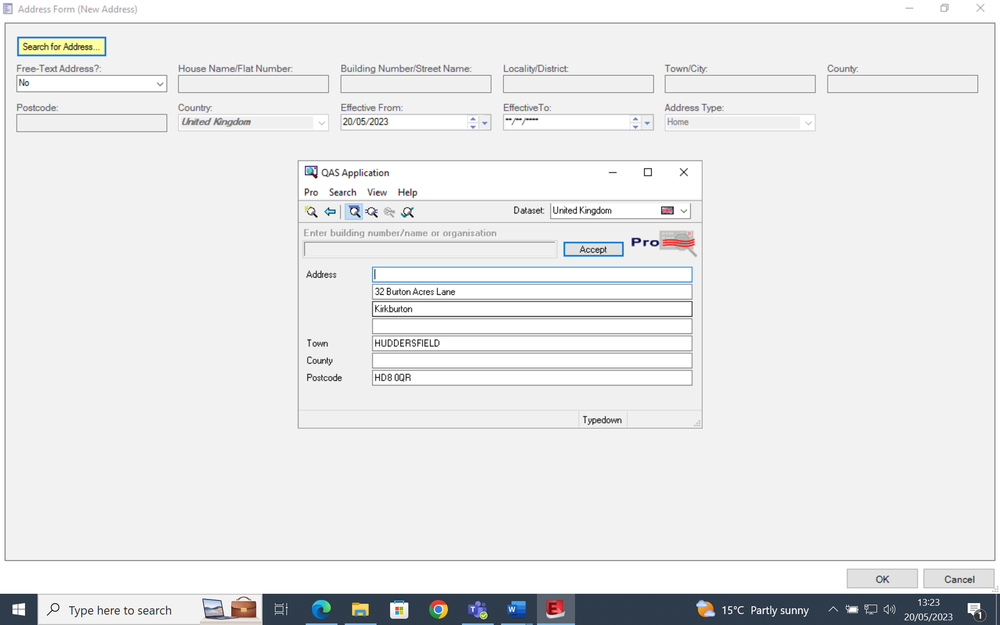 Address Form (New Address)
Search for Address...
Free-Text Address?: House Name/Flat Number: Building Number/Street Name: Locality/District: Town/City: County:
No
Postcode: Country: Effective From: EffectiveTo: Address Type:
United Kingdom 20/05/2023 **/**/**** Home
QAS Application
Pro Search View Help
Dataset: United Kingdom
Enter building number/name or organisation
Accept Pro
Address
32 Burton Acres Lane
Kirkburton
Town HUDDERSFIELD
County
Postcode HD8 0QR
Typedown
OK Cancel
Type here to search 15°C Partly sunny 13:23
20/05/2023
1